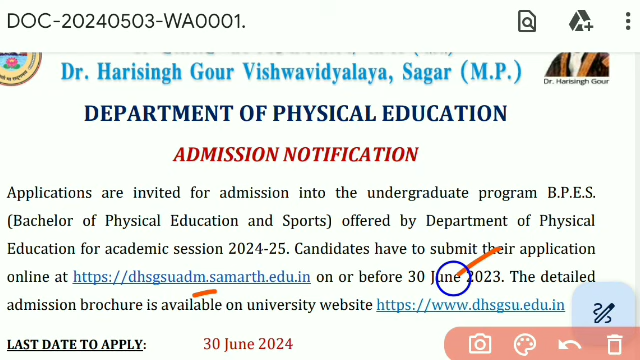 DOC-20240503-WA0001.
Dr. Harisingh Gour Vishwavidyalaya, Sagar (M.P.)
Dr. Harisingh Gour
DEPARTMENT OF PHYSICAL EDUCATION
ADMISSION NOTIFICATION
Applications are invited for admission into the undergraduate program B.P.E.S.
(Bachelor of Physical Education and Sports) offered by Department of Physical
Education for academic session 2024-25. Candidates have to submit their application
online at https://dhsgsuadm.samarth.edu.in on or before 30 June 2023. The detailed
admission brochure is available on university website https://www.dhsgsu.edu.in
LAST DATE TO APPLY: 30 June 2024